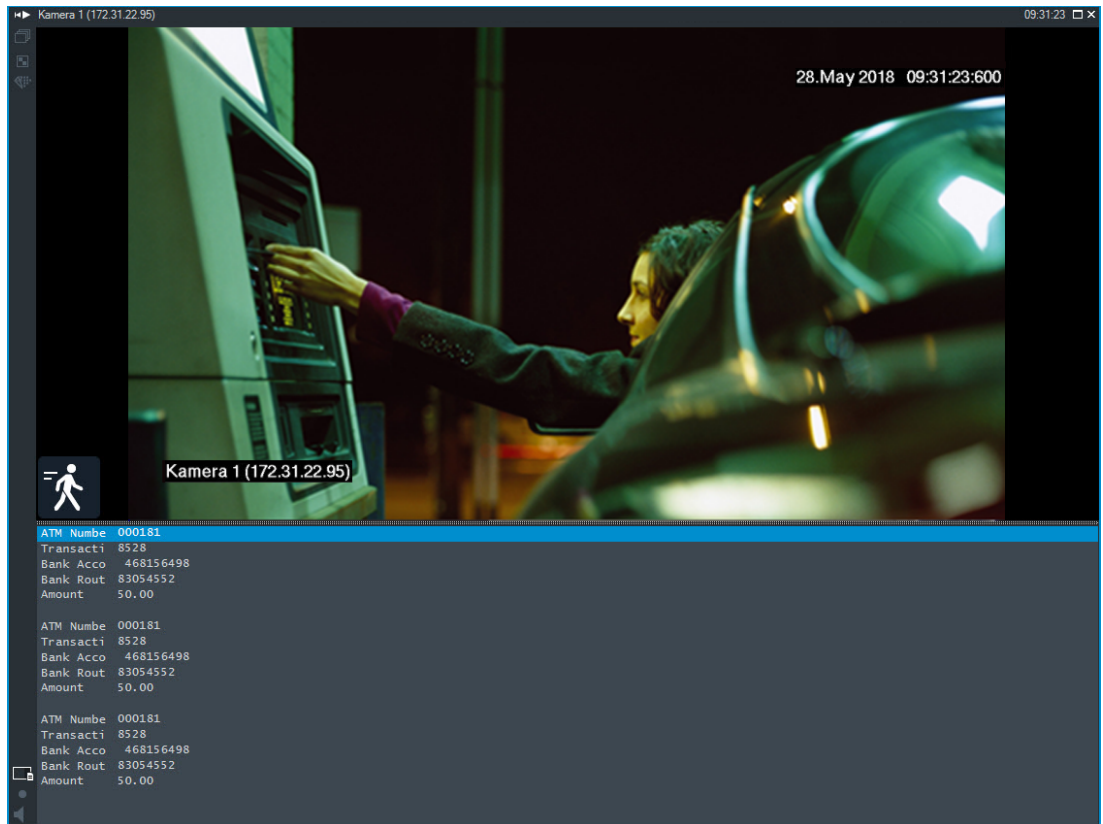 Kamera 1 (172.31.22.95) 09:31:23
28.May 2018 09:31:23:600
Kamera 1 (172.31.22.95)
ATM Numbe 000181
Transacti 8528
Bank Acco 468156498
Bank Rout 83054552
Amount 50.00
ATM Numbe 000181
Transacti 8528
Bank Acco 468156498
Bank Rout 83054552
Amount 50.00
ATM Numbe 000181
Transacti 8528
Bank Acco 468156498
Bank Rout 83054552
Amount 50.00